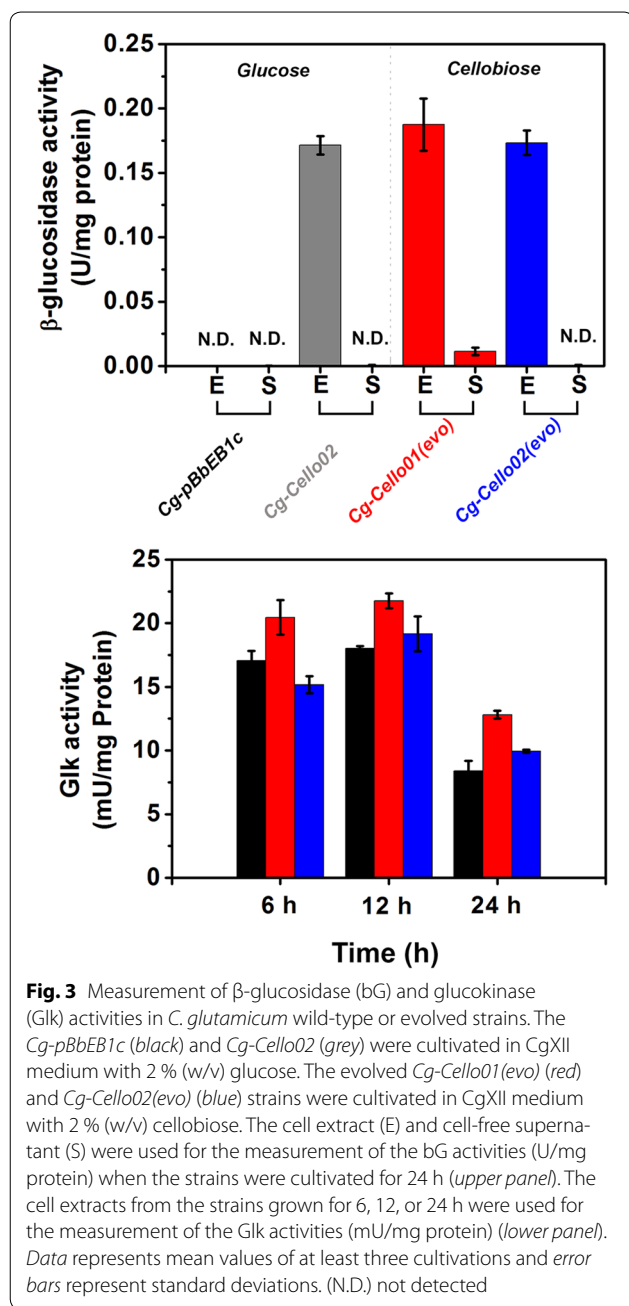 0.25
Glucose Cellobiose
0.20
0.15
0.10
0.05
0.00
β-glucosidase activity
(U/mg protein)
N.D. N.D. N.D. N.D.
E S E S E S E S
Cg-pBbEB1c
Cg-Cello02
Cg-Cello01(evo)
Cg-Cello02(evo)
25
20
15
10
5
0
Glk activity
(mU/mg Protein)
6 h 12 h 24 h
Time (h)
Fig. 3 Measurement of β-glucosidase (bG) and glucokinase
(Glk) activities in C. glutamicum wild-type or evolved strains. The
Cg-pBbEB1c (black) and Cg-Cello02 (grey) were cultivated in CgXII
medium with 2 % (w/v) glucose. The evolved Cg-Cello01(evo) (red)
and Cg-Cello02(evo) (blue) strains were cultivated in CgXII medium
with 2 % (w/v) cellobiose. The cell extract (E) and cell-free superna-
tant (S) were used for the measurement of the bG activities (U/mg
protein) when the strains were cultivated for 24 h (upper panel). The
cell extracts from the strains grown for 6, 12, or 24 h were used for
the measurement of the Glk activities (mU/mg protein) (lower panel).
Data represents mean values of at least three cultivations and error
bars represent standard deviations. (N.D.) not detected